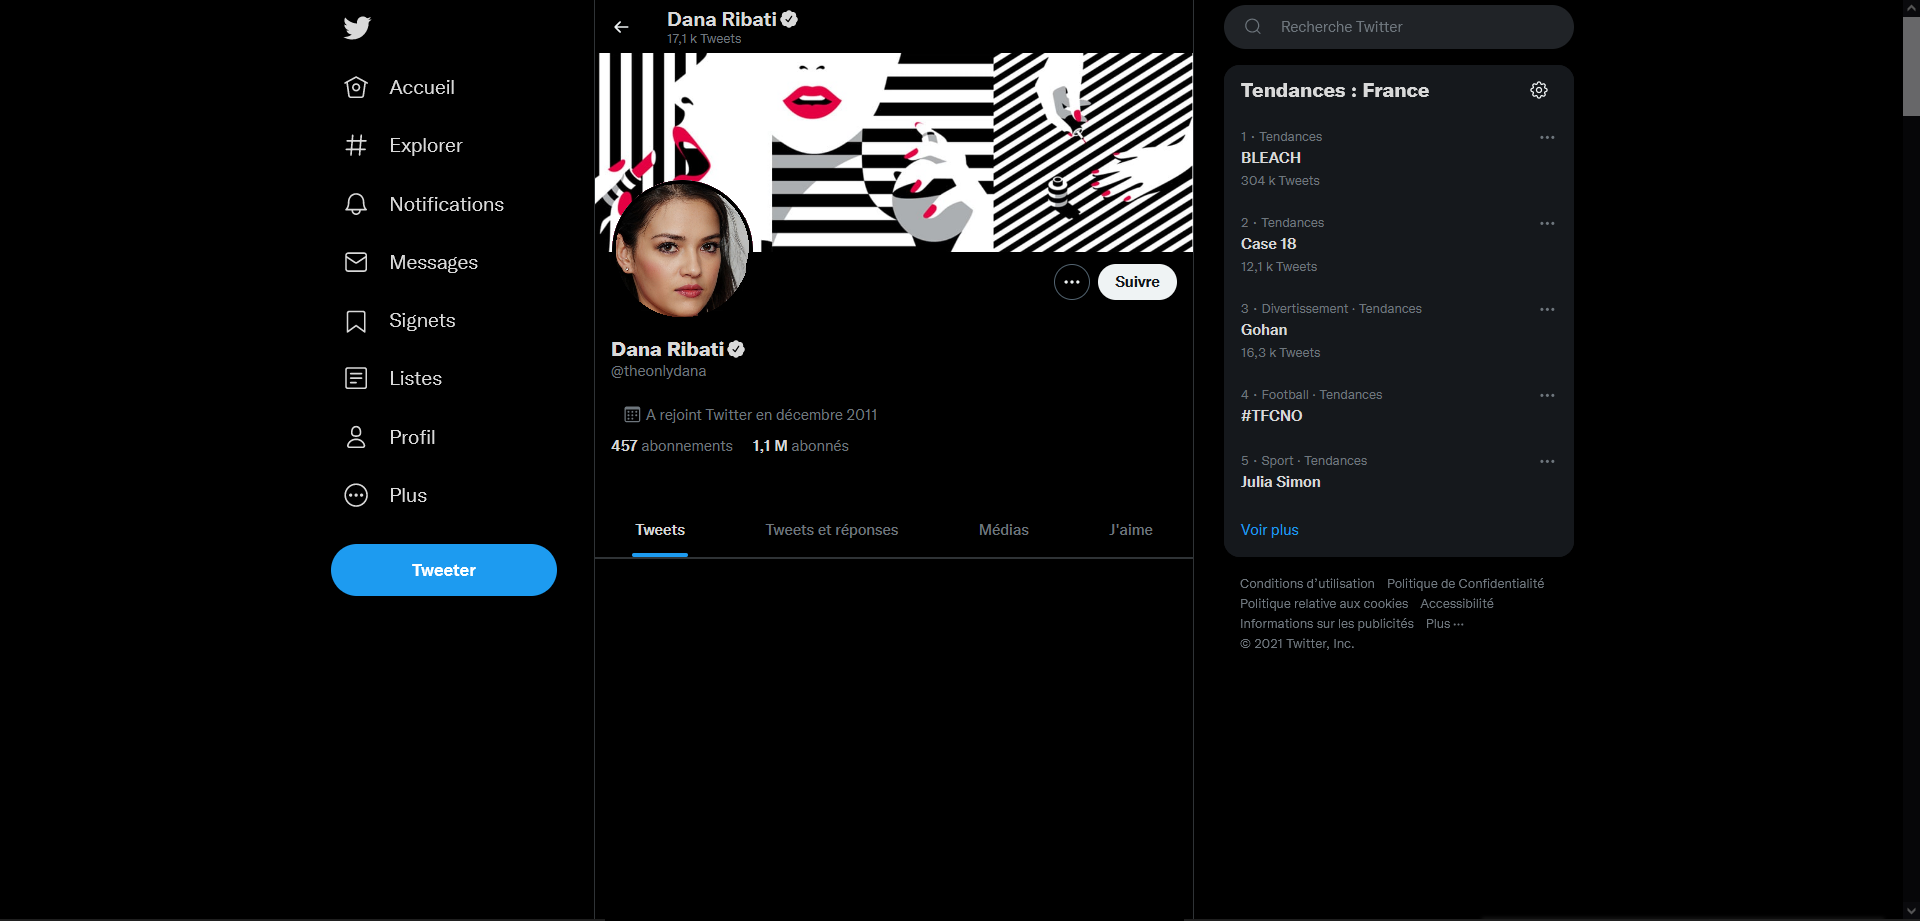 Accueil
Explorer
Notifications
Messages
Signets
Listes
Profil
Plus
Tweeter
Dana Ribati
17,1 k Tweets
Suivre
Dana Ribati
@theonlydana
A rejoint Twitter en décembre 2011
457 abonnements 1,1 M abonnés
Tweets Tweets et réponses Médias J'aime
Recherche Twitter
Tendances : France
1 · Tendances
BLEACH
304 k Tweets
2 · Tendances
Case 18
12,1 k Tweets
3 · Divertissement · Tendances
Gohan
16,3 k Tweets
4 · Football · Tendances
#TFCNO
5 · Sport · Tendances
Julia Simon
Voir plus
Conditions d’utilisation Politique de Confidentialité
Politique relative aux cookies Accessibilité
Informations sur les publicités Plus ···
© 2021 Twitter, Inc.